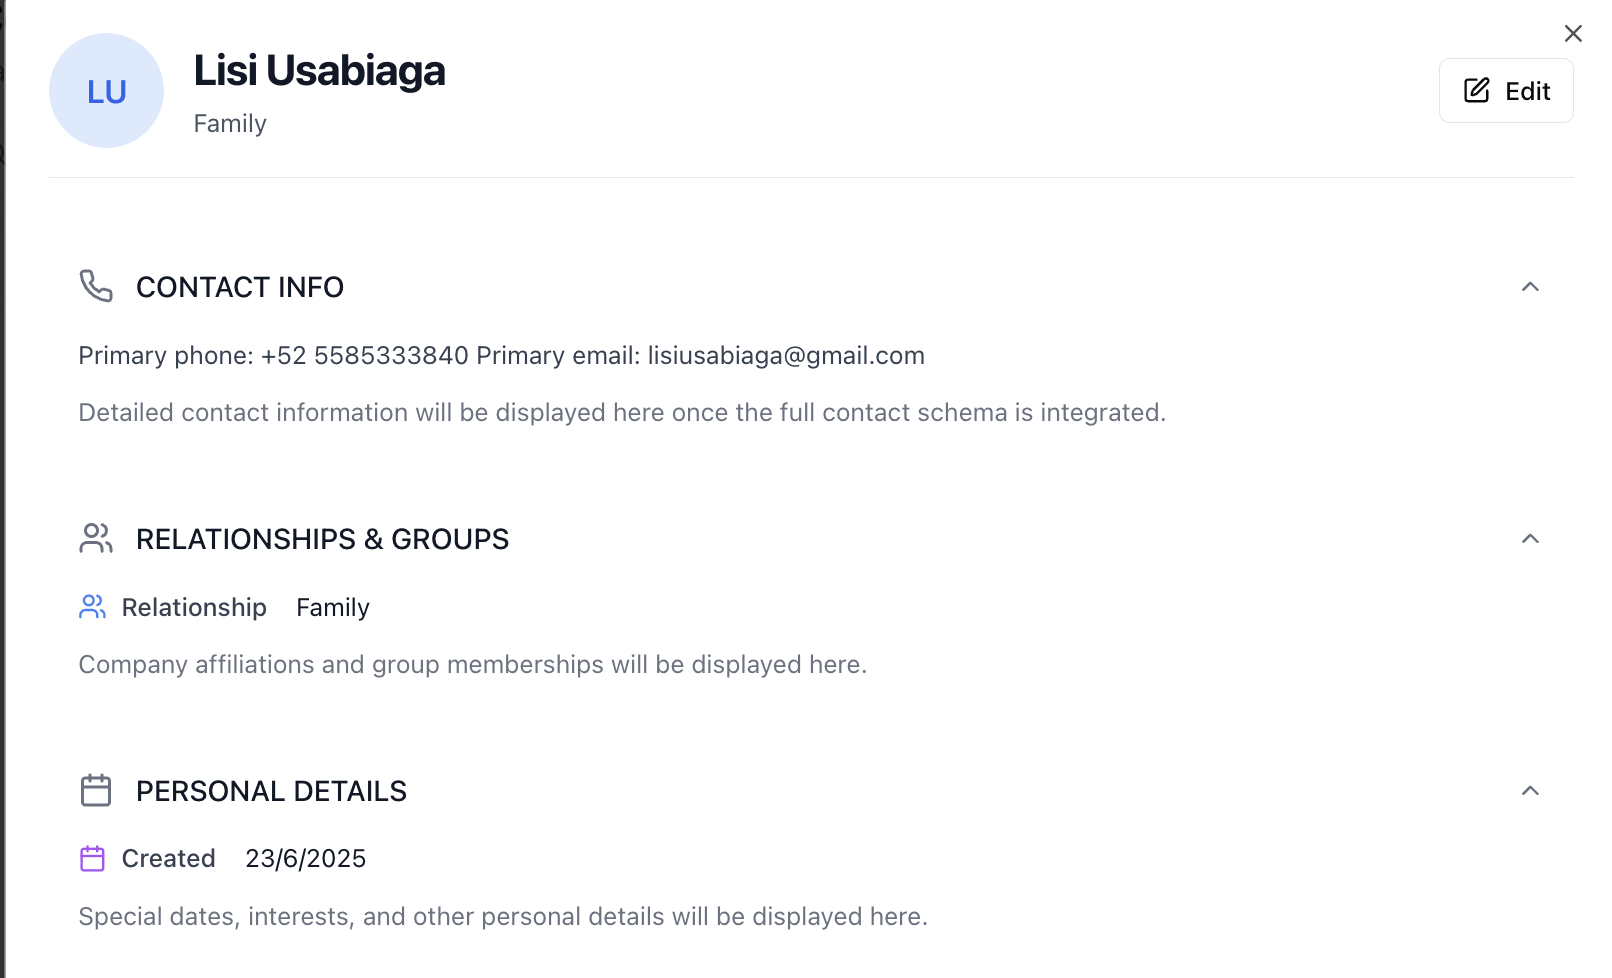 LU
Lisi Usabiaga
Family
Edit
CONTACT INFO
Primary phone: +52 5585333840 Primary email: lisiusabiaga@gmail.com
Detailed contact information will be displayed here once the full contact schema is integrated.
RELATIONSHIPS & GROUPS
Relationship Family
Company affiliations and group memberships will be displayed here.
PERSONAL DETAILS
Created 23/6/2025
Special dates, interests, and other personal details will be displayed here.